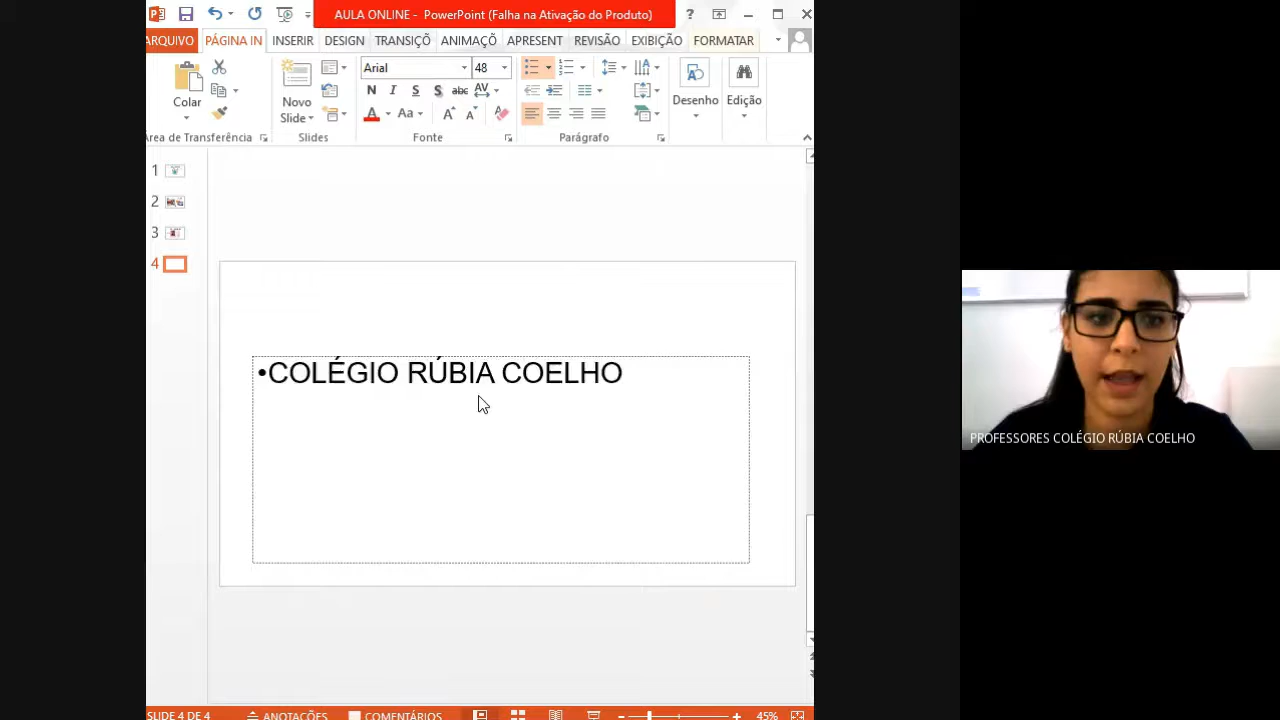 AULA ONLINE - PowerPoint (Falha na Ativação do Produto)
ARQUIVO PÁGINA IN INSERIR DESIGN TRANSIÇÕ ANIMAÇÕ APRESENT REVISÃO EXIBIÇÃO FORMATAR
Colar
Novo
Slide
Arial 48
N I S S abc AV
A Aa A A
Desenho
Edição
Área de Transferência Slides Fonte Parágrafo
1
2
3
4
•COLÉGIO RÚBIA COELHO
PROFESSORES COLÉGIO RÚBIA COELHO
SLIDE 4 DE 4 ANOTAÇÕES COMENTÁRIOS 45%